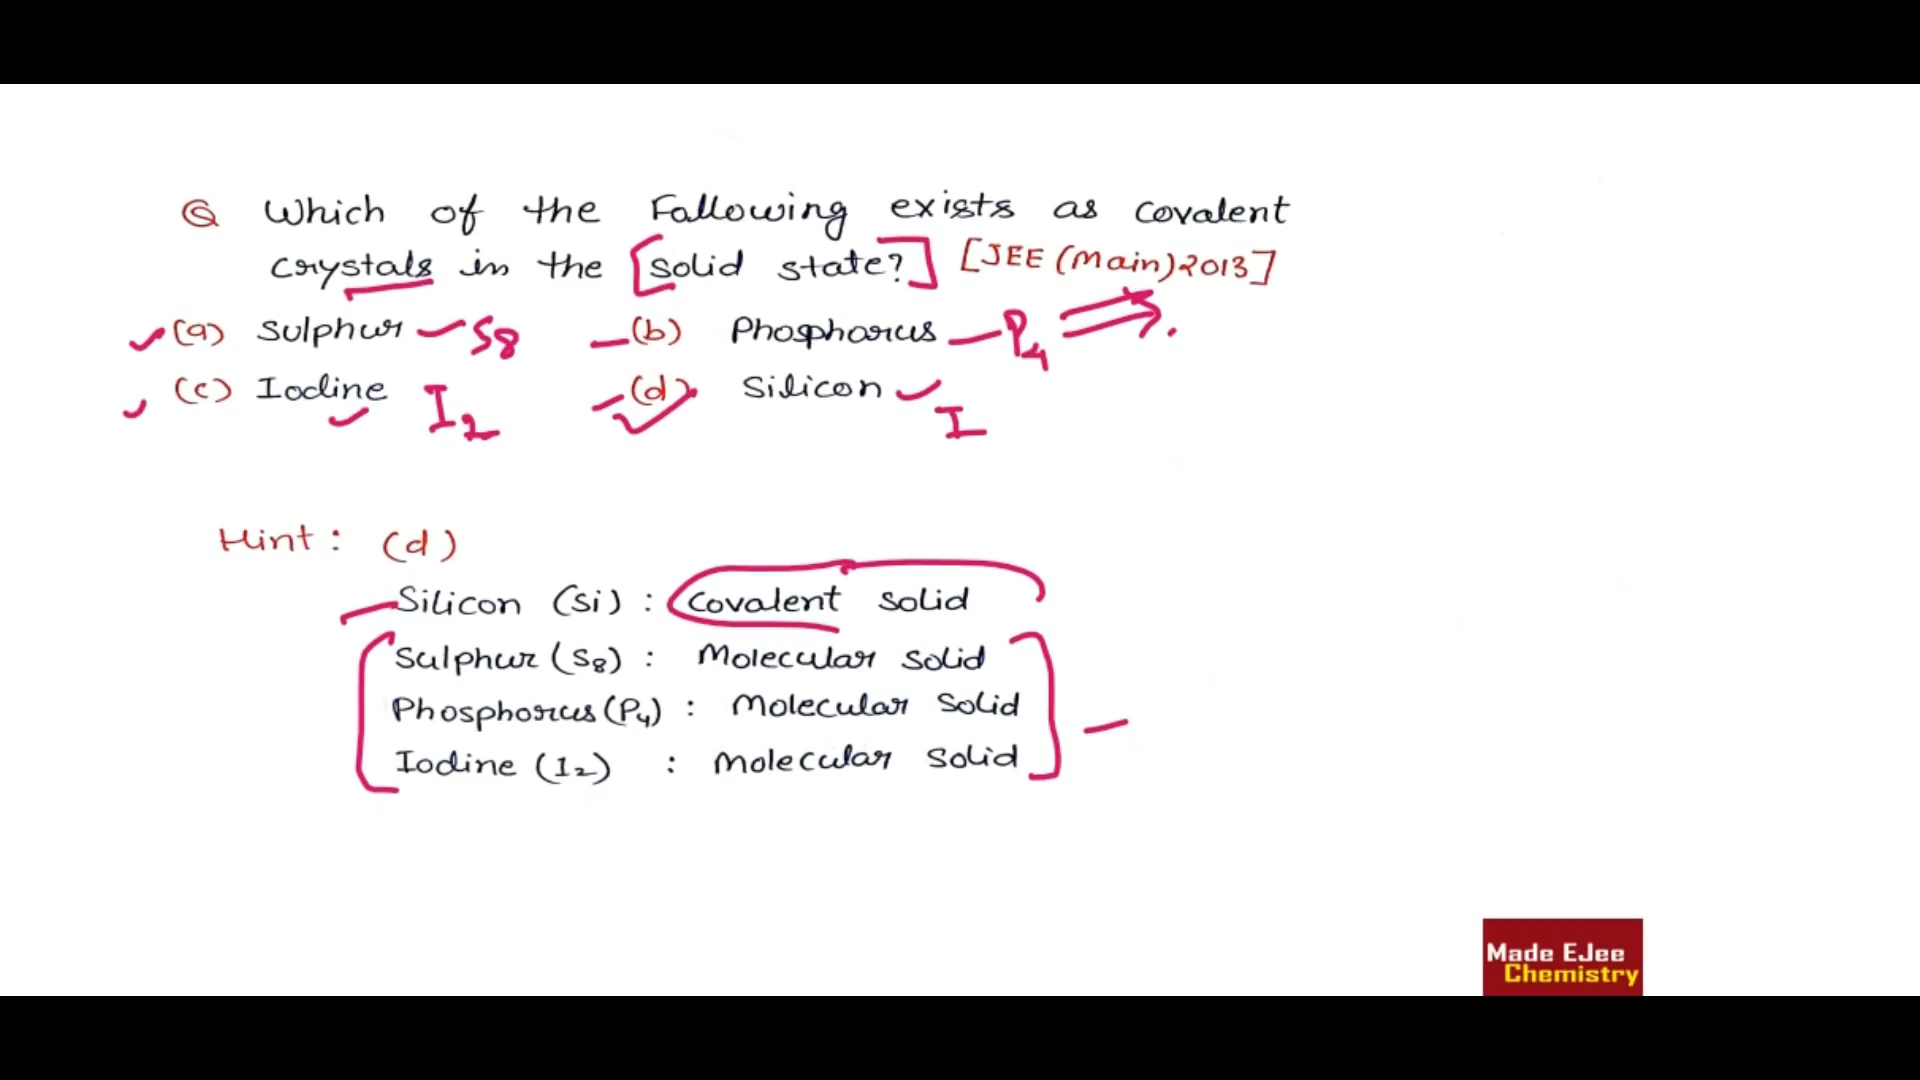 Q Which of the Following exists as covalent
crystals in the [solid state?] [JEE (Main) 2013]
(a) Sulphur - S8 (b) Phosphorus - P4
(c) Iodine I2 (d) Silicon I
Hint: (d)
Silicon (Si) : Covalent solid
Sulphur (S8) : Molecular solid
Phosphorus (P4) : Molecular solid
Iodine (I2) : Molecular solid
Made EJee
Chemistry